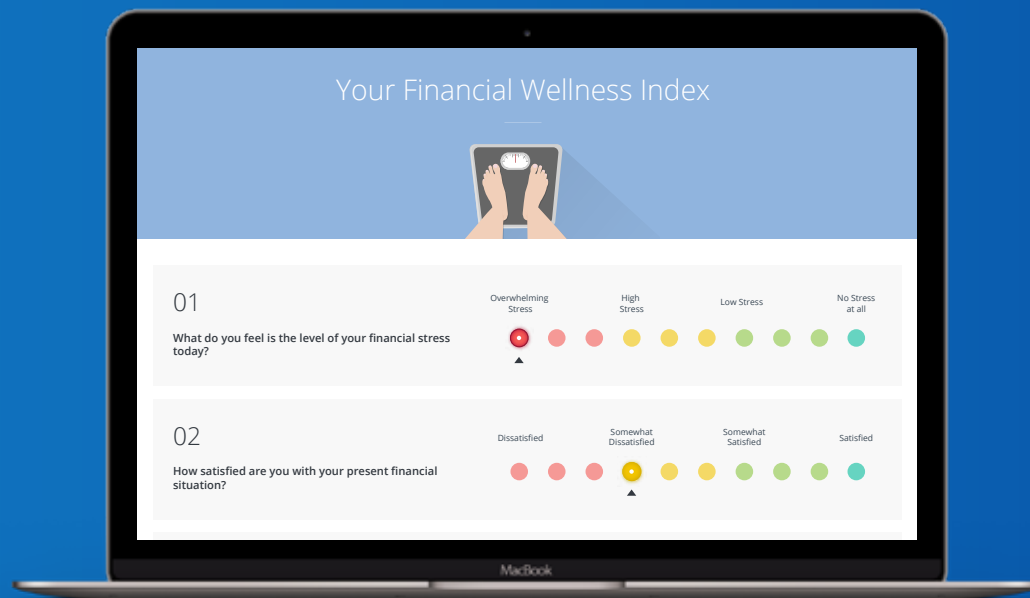 Your Financial Wellness Index
01
What do you feel is the level of your financial stress
today?
Overwhelming
Stress
High
Stress
Low Stress
No Stress
at all
02
How satisfied are you with your present financial
situation?
Dissatisfied
Somewhat
Dissatisfied
Somewhat
Satisfied
Satisfied
MacBook